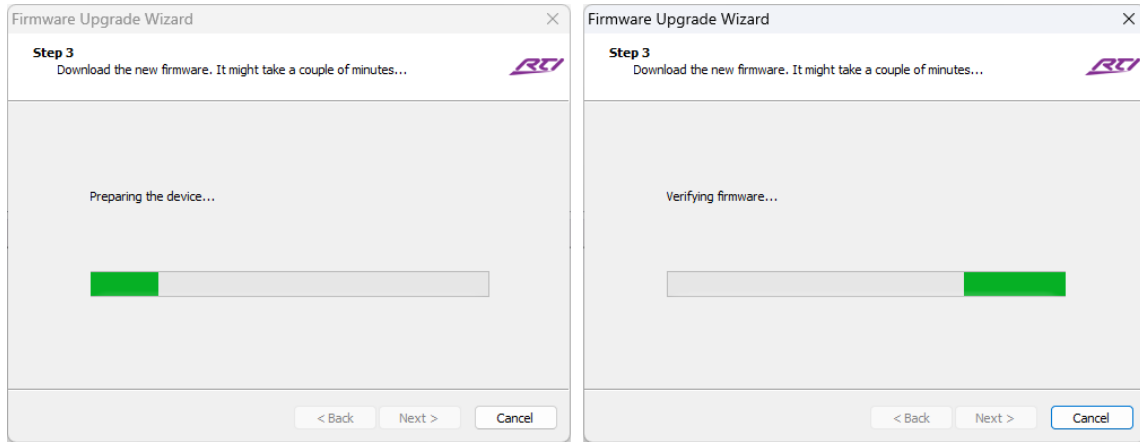 Firmware Upgrade Wizard
Step 3
Download the new firmware. It might take a couple of minutes...
RTI
Preparing the device...
< Back
Next >
Cancel
Firmware Upgrade Wizard
Step 3
Download the new firmware. It might take a couple of minutes...
RTI
Verifying firmware...
< Back
Next >
Cancel